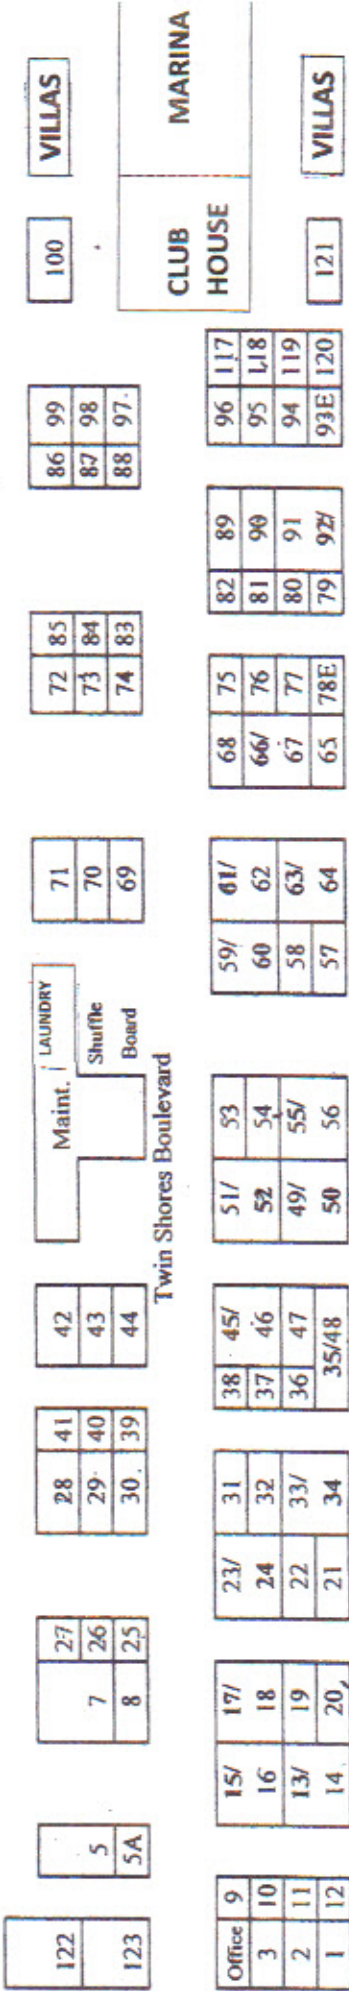 122 27 28 41 42 Maint. LAUNDRY 71 72 85 86 99 100 VILLAS
5 7 26 29 40 43 Shuffle 70 73 84 87 98
123 5A 8 25 30 39 44 Board 69 74 83 88 97
Twin Shores Boulevard
CLUB MARINA
HOUSE
Office 9 15/ 17/ 23/ 31 38 45/ 51/ 53 59/ 61/ 68 75 82 89 96 117
3 10 16 18 24 32 37 46 52 54 60 62 66/ 76 81 90 95 118
2 11 13/ 19 22 33/ 36 47 49/ 55/ 58 63/ 67 77 80 91 94 119
1 12 14 20 21 34 35/48 50 56 57 64 65 78E 79 92/ 93E 120 121 VILLAS